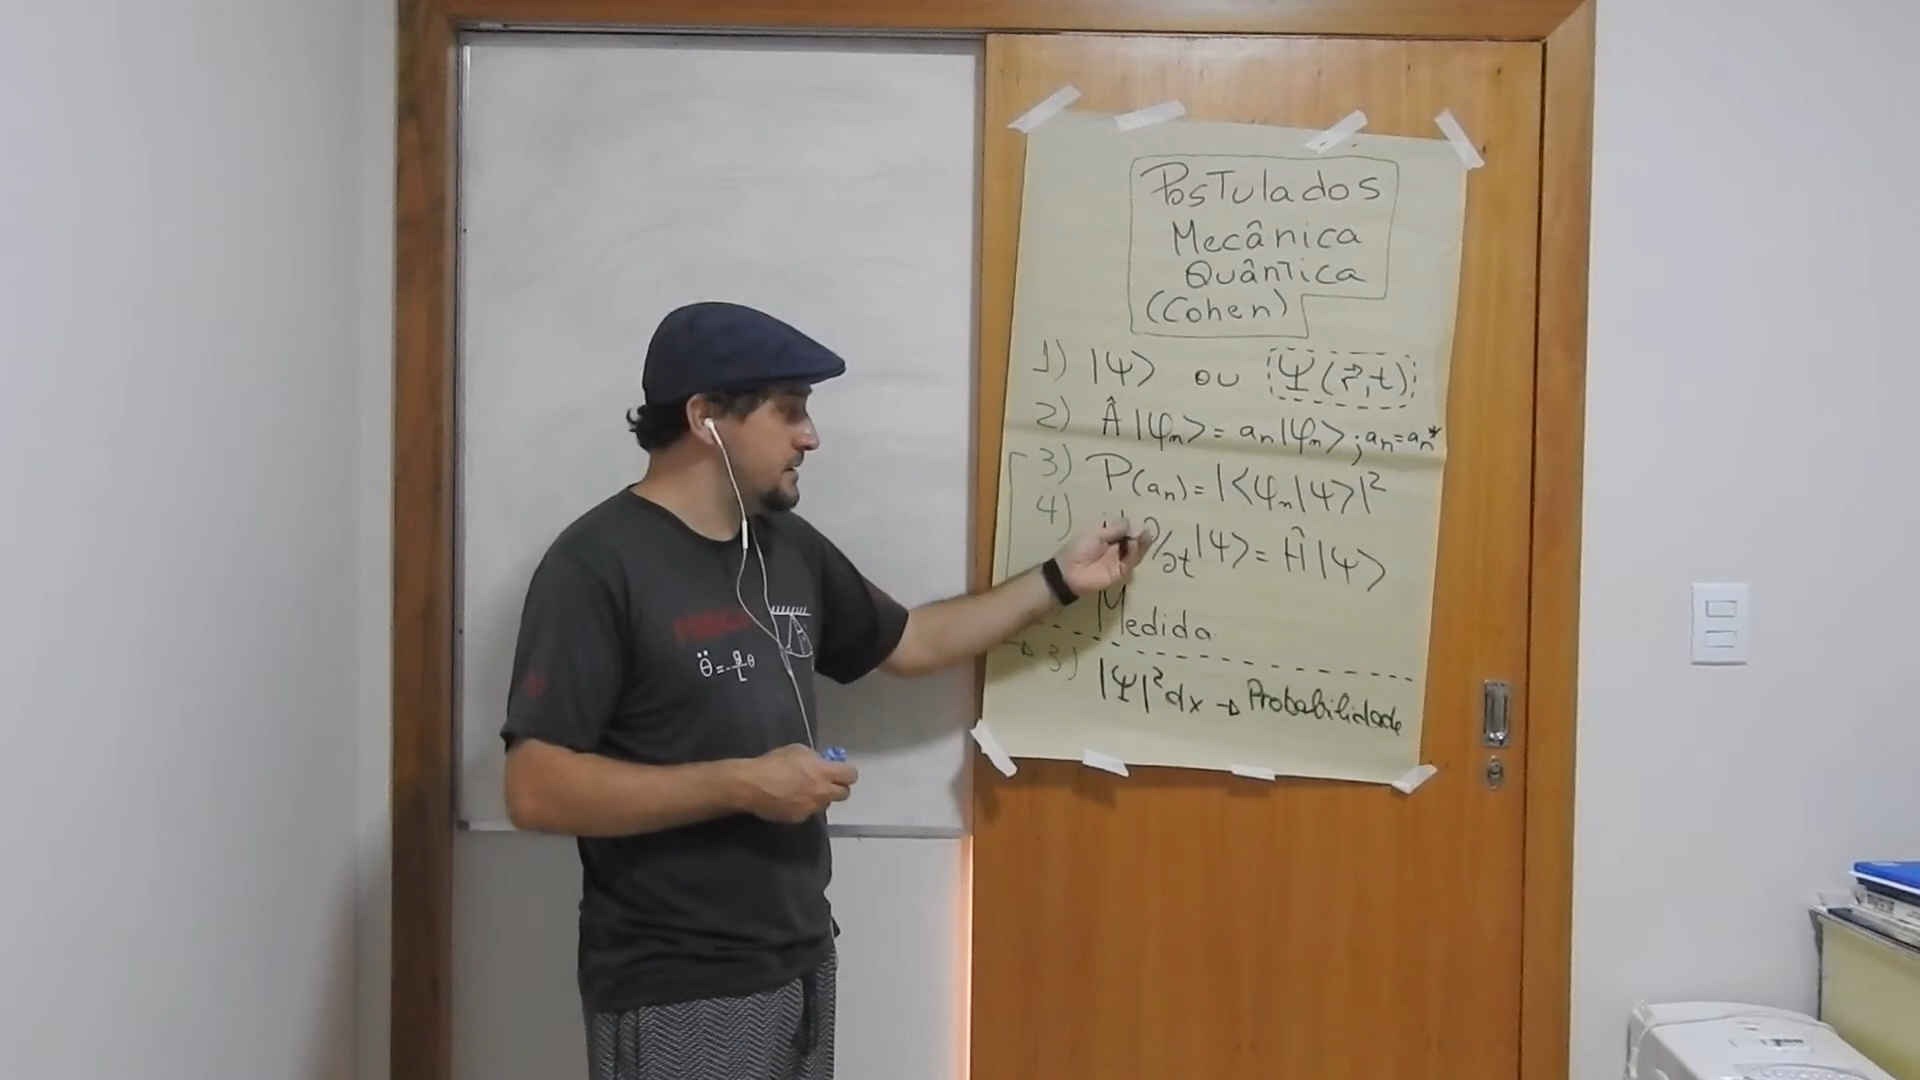 Postulados
Mecânica
Quântica
(Cohen)
1) |ψ> ou Ψ(r⃗,t)
2) Â|φₙ> = aₙ|φₙ> ; aₙ=aₙ*
3) P(aₙ) = |<φₙ|Ψ>|²
4) ∂/∂t |ψ> = Ĥ|ψ>
Medida
→ 3) |Ψ|²dx → Probabilidade
θ̈ = -g/L θ